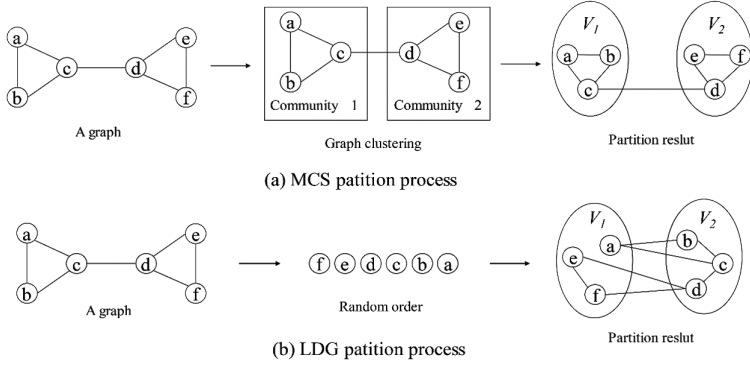 a
b
c
d
e
f
A graph
a
b
c
d
e
f
Community 1
Community 2
Graph clustering
V1
V2
a
b
c
e
f
d
Partition reslut
(a) MCS patition process
a
b
c
d
e
f
A graph
f e d c b a
Random order
V1
V2
a
e
f
b
c
d
Partition reslut
(b) LDG patition process